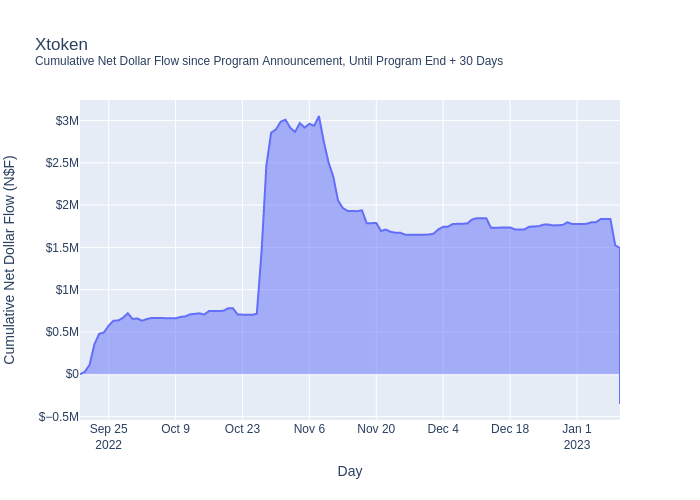 Xtoken
Cumulative Net Dollar Flow since Program Announcement, Until Program End + 30 Days
Cumulative Net Dollar Flow (N$F)
$3M
$2.5M
$2M
$1.5M
$1M
$0.5M
$0
$−0.5M
Sep 25
2022
Oct 9
Oct 23
Nov 6
Nov 20
Dec 4
Dec 18
Jan 1
2023
Day